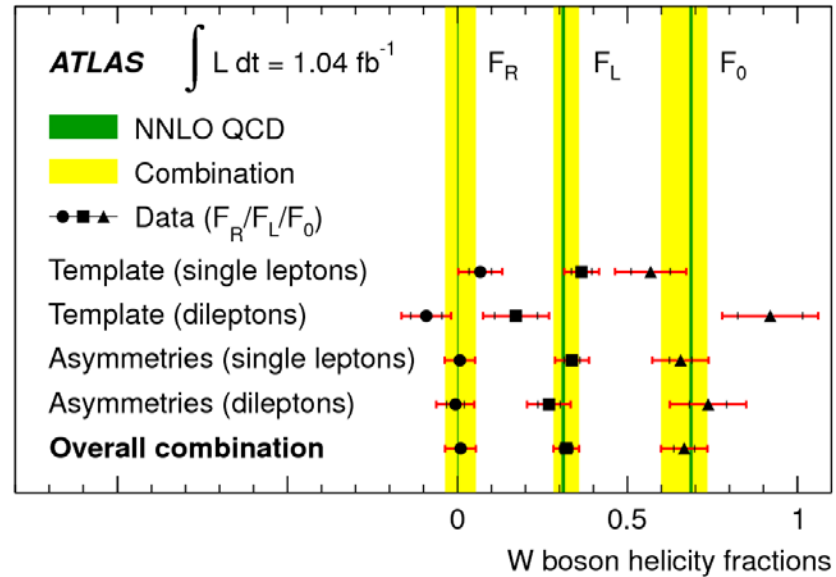 ATLAS ∫ L dt = 1.04 fb⁻¹ F_R F_L F_0
NNLO QCD
Combination
Data (F_R/F_L/F_0)
Template (single leptons)
Template (dileptons)
Asymmetries (single leptons)
Asymmetries (dileptons)
Overall combination
0 0.5 1
W boson helicity fractions